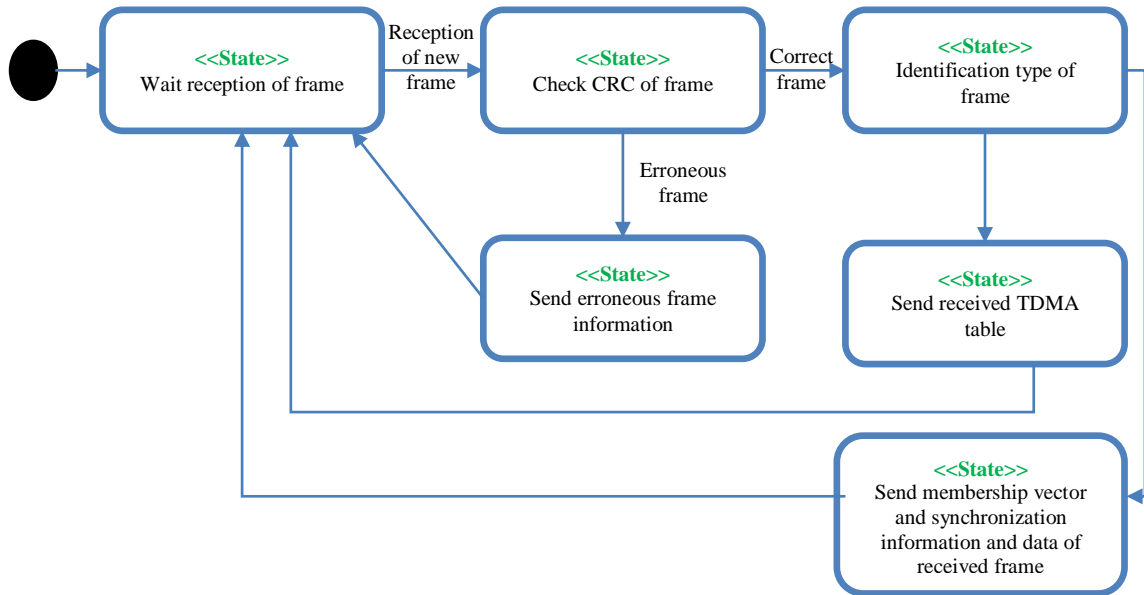 <<State>>
Wait reception of frame
Reception
of new
frame
<<State>>
Check CRC of frame
Correct
frame
<<State>>
Identification type of
frame
Erroneous
frame
<<State>>
Send erroneous frame
information
<<State>>
Send received TDMA
table
<<State>>
Send membership vector
and synchronization
information and data of
received frame